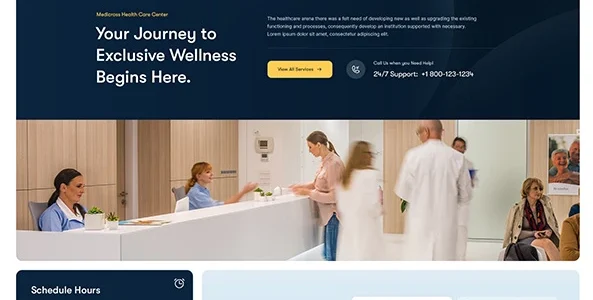 Medicross Health Care Center
Your Journey to
Exclusive Wellness
Begins Here.
The healthcare arena there was a felt need of developing new as well as upgrading the existing
functioning and processes, consequently develop an institution supported with necessary.
Lorem ipsum dolor sit amet, consectetur adipiscing elit.
View All Services
Call Us when you Need Help!
24/7 Support: +1 800-123-1234
Schedule Hours